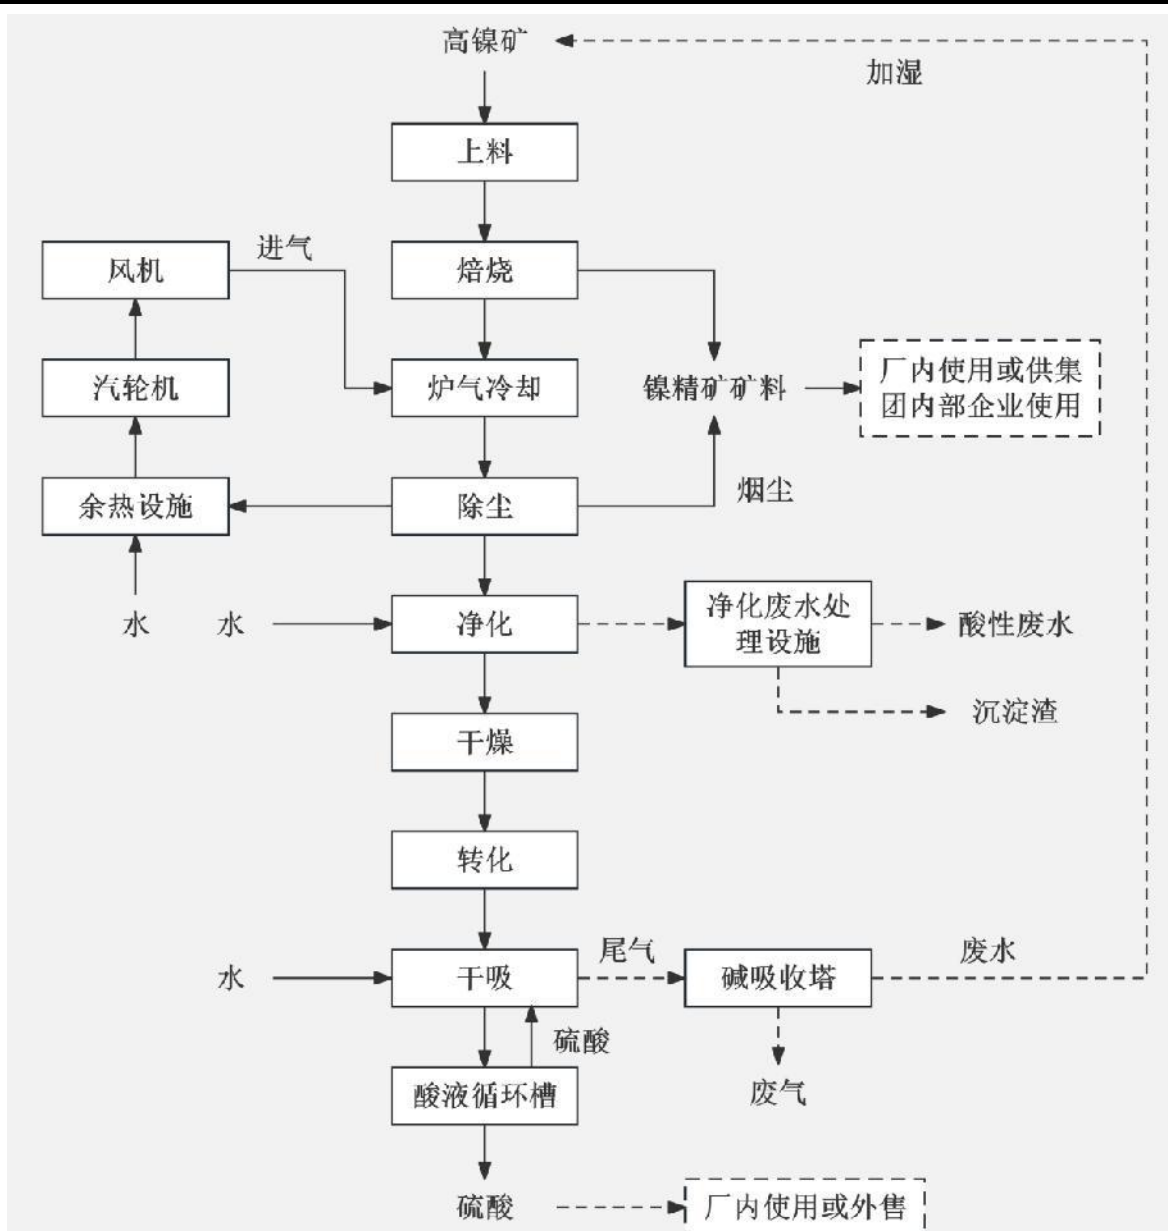 高镍矿
加湿
上料
进气
风机
焙烧
汽轮机
炉气冷却
镍精矿矿料
厂内使用或供集
团内部企业使用
余热设施
除尘
烟尘
水
水
净化
净化废水处
理设施
酸性废水
沉淀渣
干燥
转化
水
干吸
尾气
碱吸收塔
废水
硫酸
酸液循环槽
废气
硫酸
厂内使用或外售